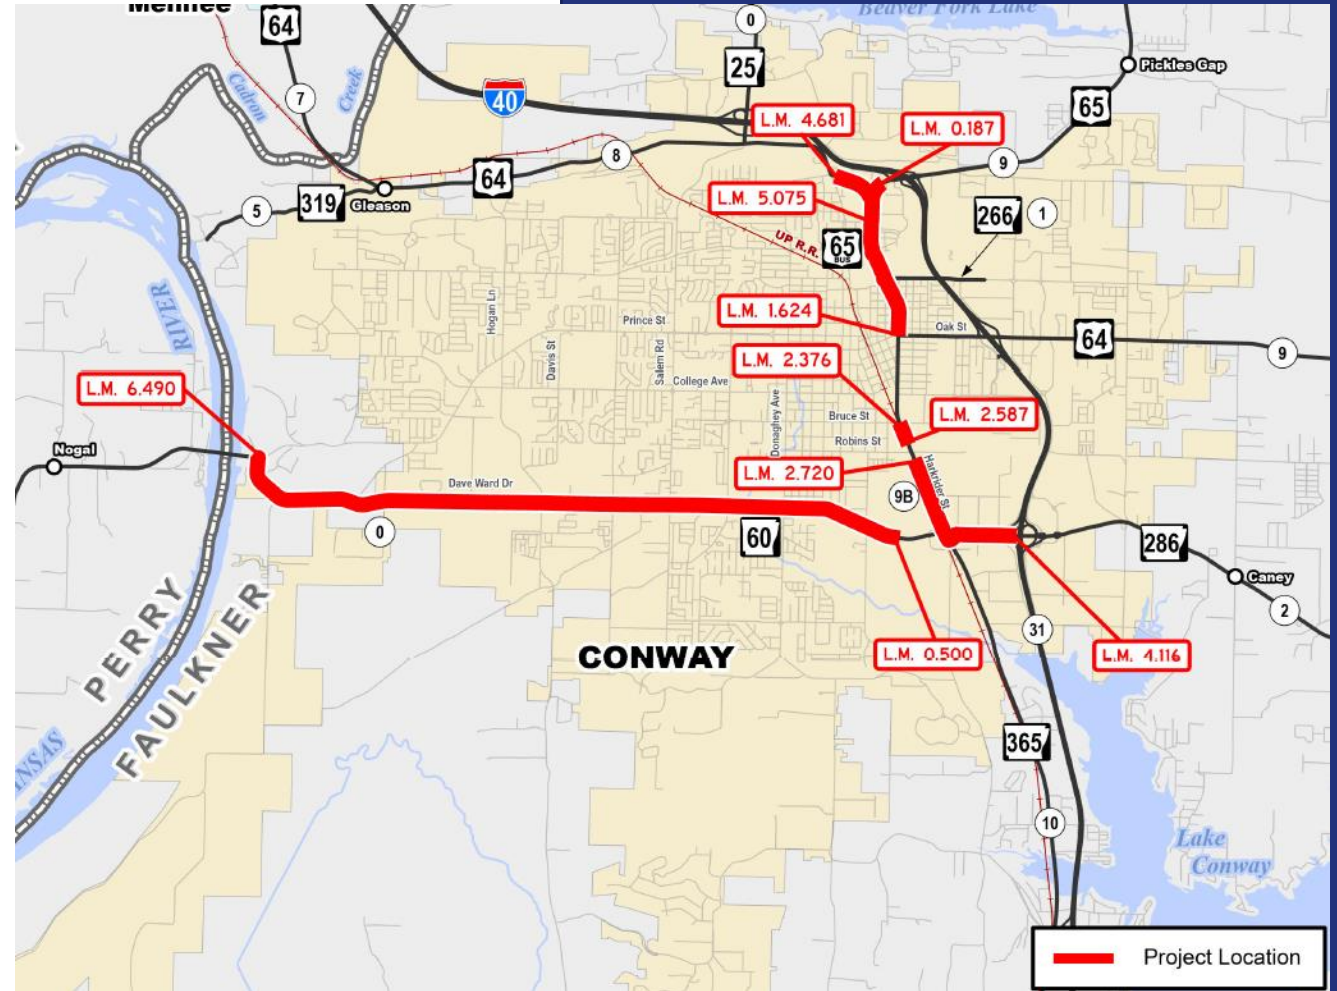 Menifee
Beaver Fork Lake
64
0
25
Pickles Gap
Cadron
Creek
7
40
65
L.M. 4.681
L.M. 0.187
8
9
64
319
Gleason
5
L.M. 5.075
266
1
UP R.R.
65
BUS
RIVER
Hogan Ln
Prince St
L.M. 1.624
Oak St
64
9
Davis St
Salem Rd
L.M. 2.376
L.M. 6.490
College Ave
Donaghey Ave
Bruce St
L.M. 2.587
Robins St
Nogal
L.M. 2.720
Harkrider St
Dave Ward Dr
9B
0
60
286
Caney
2
PERRY
FAULKNER
31
CONWAY
L.M. 0.500
L.M. 4.116
365
NSAS
10
Lake
Conway
Project Location